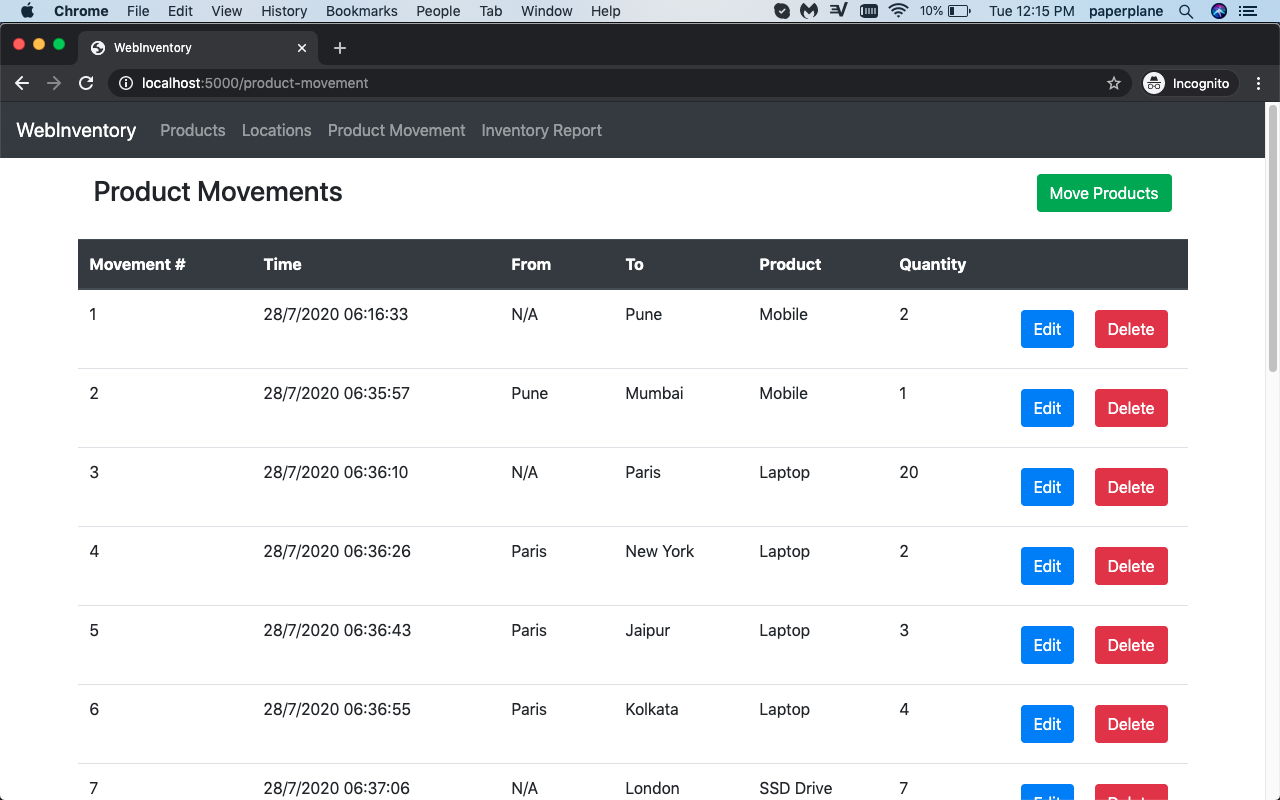 Chrome File Edit View History Bookmarks People Tab Window Help 10% Tue 12:15 PM paperplane
WebInventory
localhost:5000/product-movement Incognito
WebInventory Products Locations Product Movement Inventory Report
Product Movements Move Products
Movement # Time From To Product Quantity
1 28/7/2020 06:16:33 N/A Pune Mobile 2 Edit Delete
2 28/7/2020 06:35:57 Pune Mumbai Mobile 1 Edit Delete
3 28/7/2020 06:36:10 N/A Paris Laptop 20 Edit Delete
4 28/7/2020 06:36:26 Paris New York Laptop 2 Edit Delete
5 28/7/2020 06:36:43 Paris Jaipur Laptop 3 Edit Delete
6 28/7/2020 06:36:55 Paris Kolkata Laptop 4 Edit Delete
7 28/7/2020 06:37:06 N/A London SSD Drive 7 Edit Delete